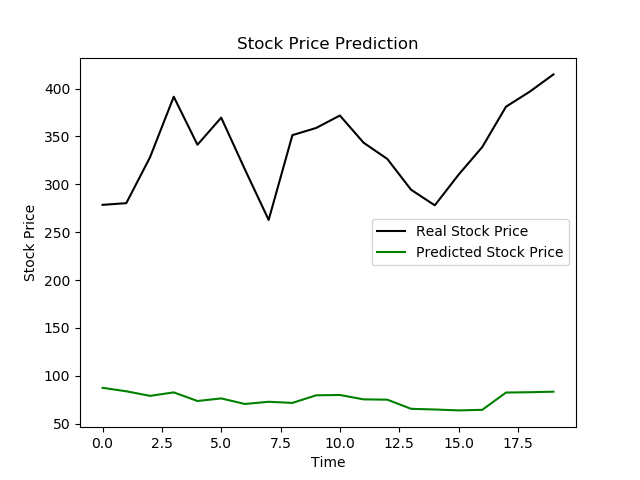 Stock Price Prediction
Stock Price
400
350
300
250
200
150
100
50
Real Stock Price
Predicted Stock Price
0.0 2.5 5.0 7.5 10.0 12.5 15.0 17.5
Time